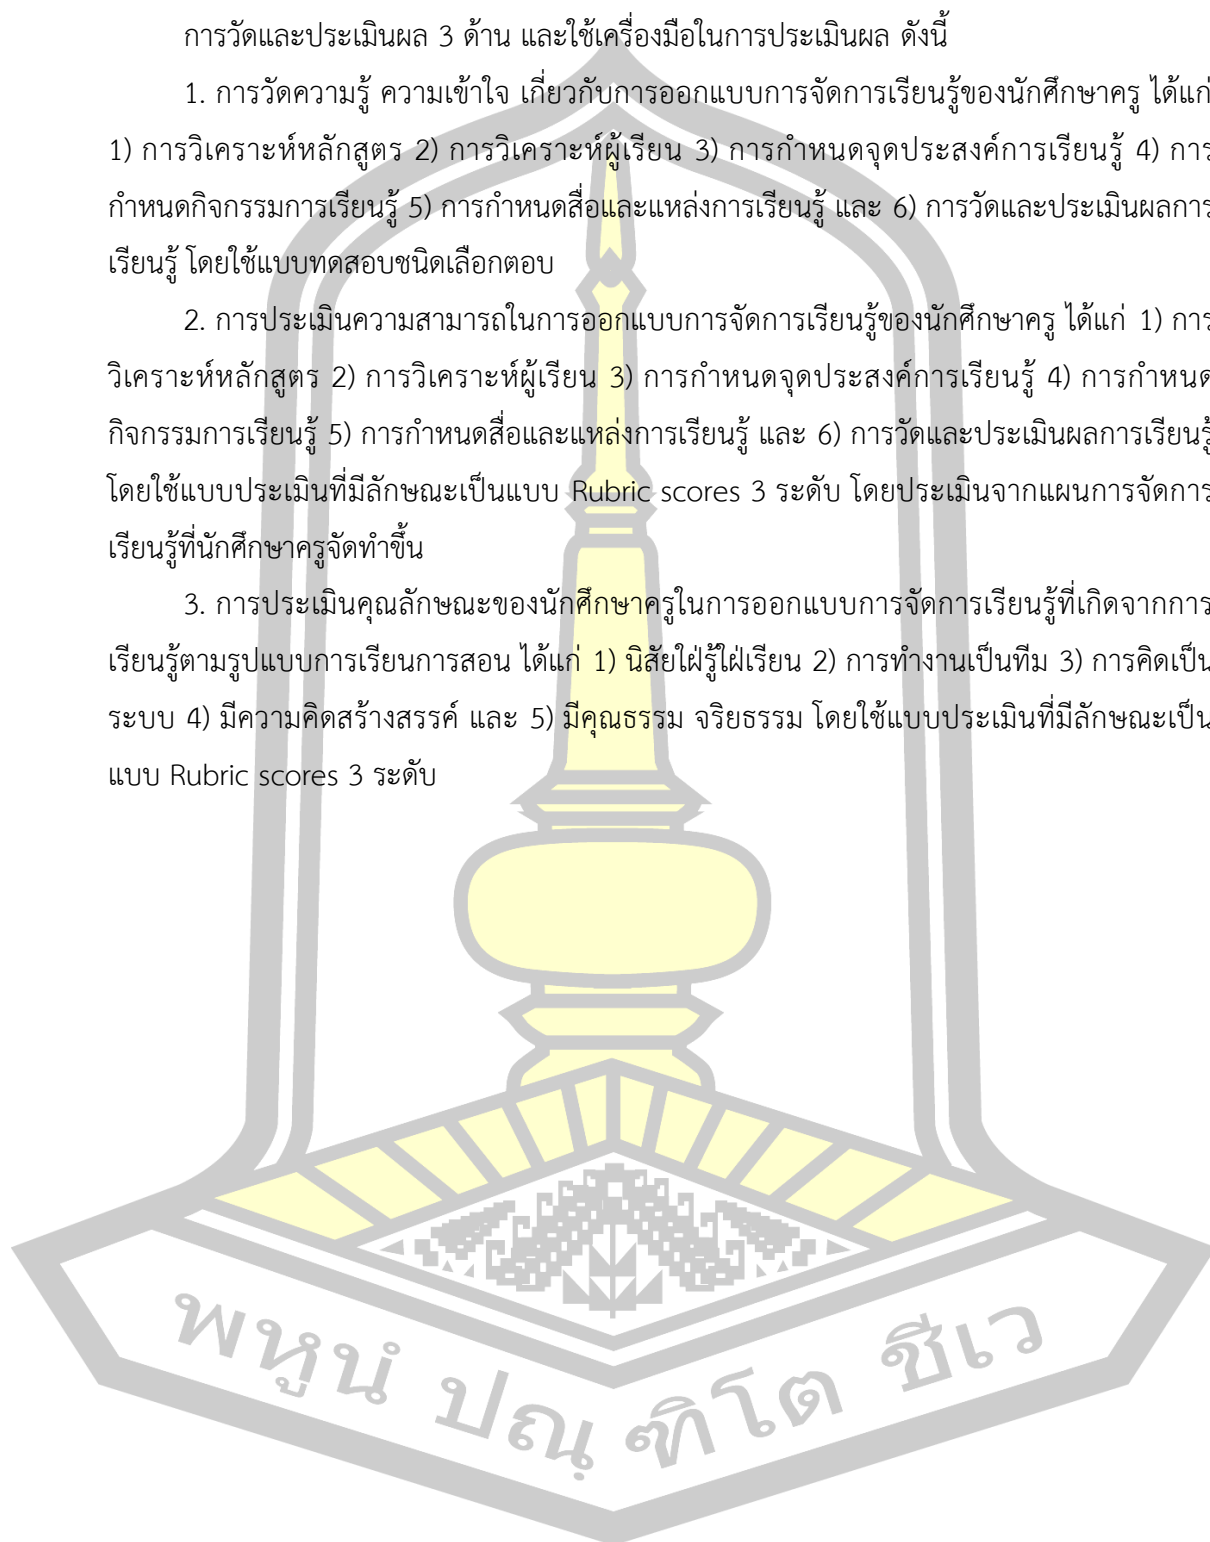 การวัดและประเมินผล 3 ด้าน และใช้เครื่องมือในการประเมินผล ดังนี้
1. การวัดความรู้ ความเข้าใจ เกี่ยวกับการออกแบบการจัดการเรียนรู้ของนักศึกษาครู ได้แก่
1) การวิเคราะห์หลักสูตร 2) การวิเคราะห์ผู้เรียน 3) การกำหนดจุดประสงค์การเรียนรู้ 4) การ
กำหนดกิจกรรมการเรียนรู้ 5) การกำหนดสื่อและแหล่งการเรียนรู้ และ 6) การวัดและประเมินผลการ
เรียนรู้ โดยใช้แบบทดสอบชนิดเลือกตอบ
2. การประเมินความสามารถในการออกแบบการจัดการเรียนรู้ของนักศึกษาครู ได้แก่ 1) การ
วิเคราะห์หลักสูตร 2) การวิเคราะห์ผู้เรียน 3) การกำหนดจุดประสงค์การเรียนรู้ 4) การกำหนด
กิจกรรมการเรียนรู้ 5) การกำหนดสื่อและแหล่งการเรียนรู้ และ 6) การวัดและประเมินผลการเรียนรู้
โดยใช้แบบประเมินที่มีลักษณะเป็นแบบ Rubric scores 3 ระดับ โดยประเมินจากแผนการจัดการ
เรียนรู้ที่นักศึกษาครูจัดทำขึ้น
3. การประเมินคุณลักษณะของนักศึกษาครูในการออกแบบการจัดการเรียนรู้ที่เกิดจากการ
เรียนรู้ตามรูปแบบการเรียนการสอน ได้แก่ 1) นิสัยใฝ่รู้ใฝ่เรียน 2) การทำงานเป็นทีม 3) การคิดเป็น
ระบบ 4) มีความคิดสร้างสรรค์ และ 5) มีคุณธรรม จริยธรรม โดยใช้แบบประเมินที่มีลักษณะเป็น
แบบ Rubric scores 3 ระดับ
พหูนํ ปณฺฑิโต ชีเว